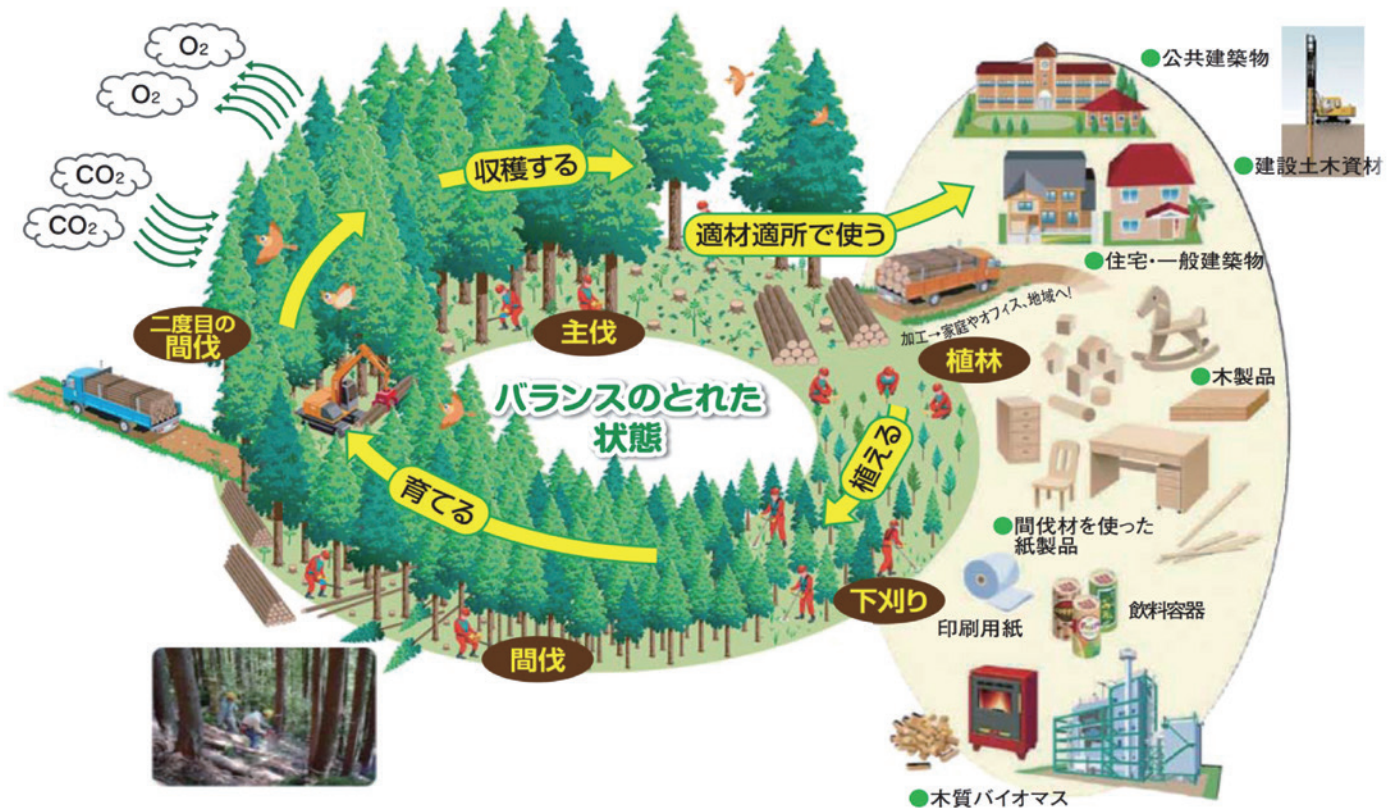 O₂
O₂
CO₂
CO₂
収穫する
適材適所で使う
二度目の
間伐
主伐
加工→家庭やオフィス、地域へ!
植林
バランスのとれた
状態
植える
育てる
下刈り
間伐
●公共建築物
●建設土木資材
●住宅・一般建築物
●木製品
●間伐材を使った
紙製品
印刷用紙
飲料容器
●木質バイオマス